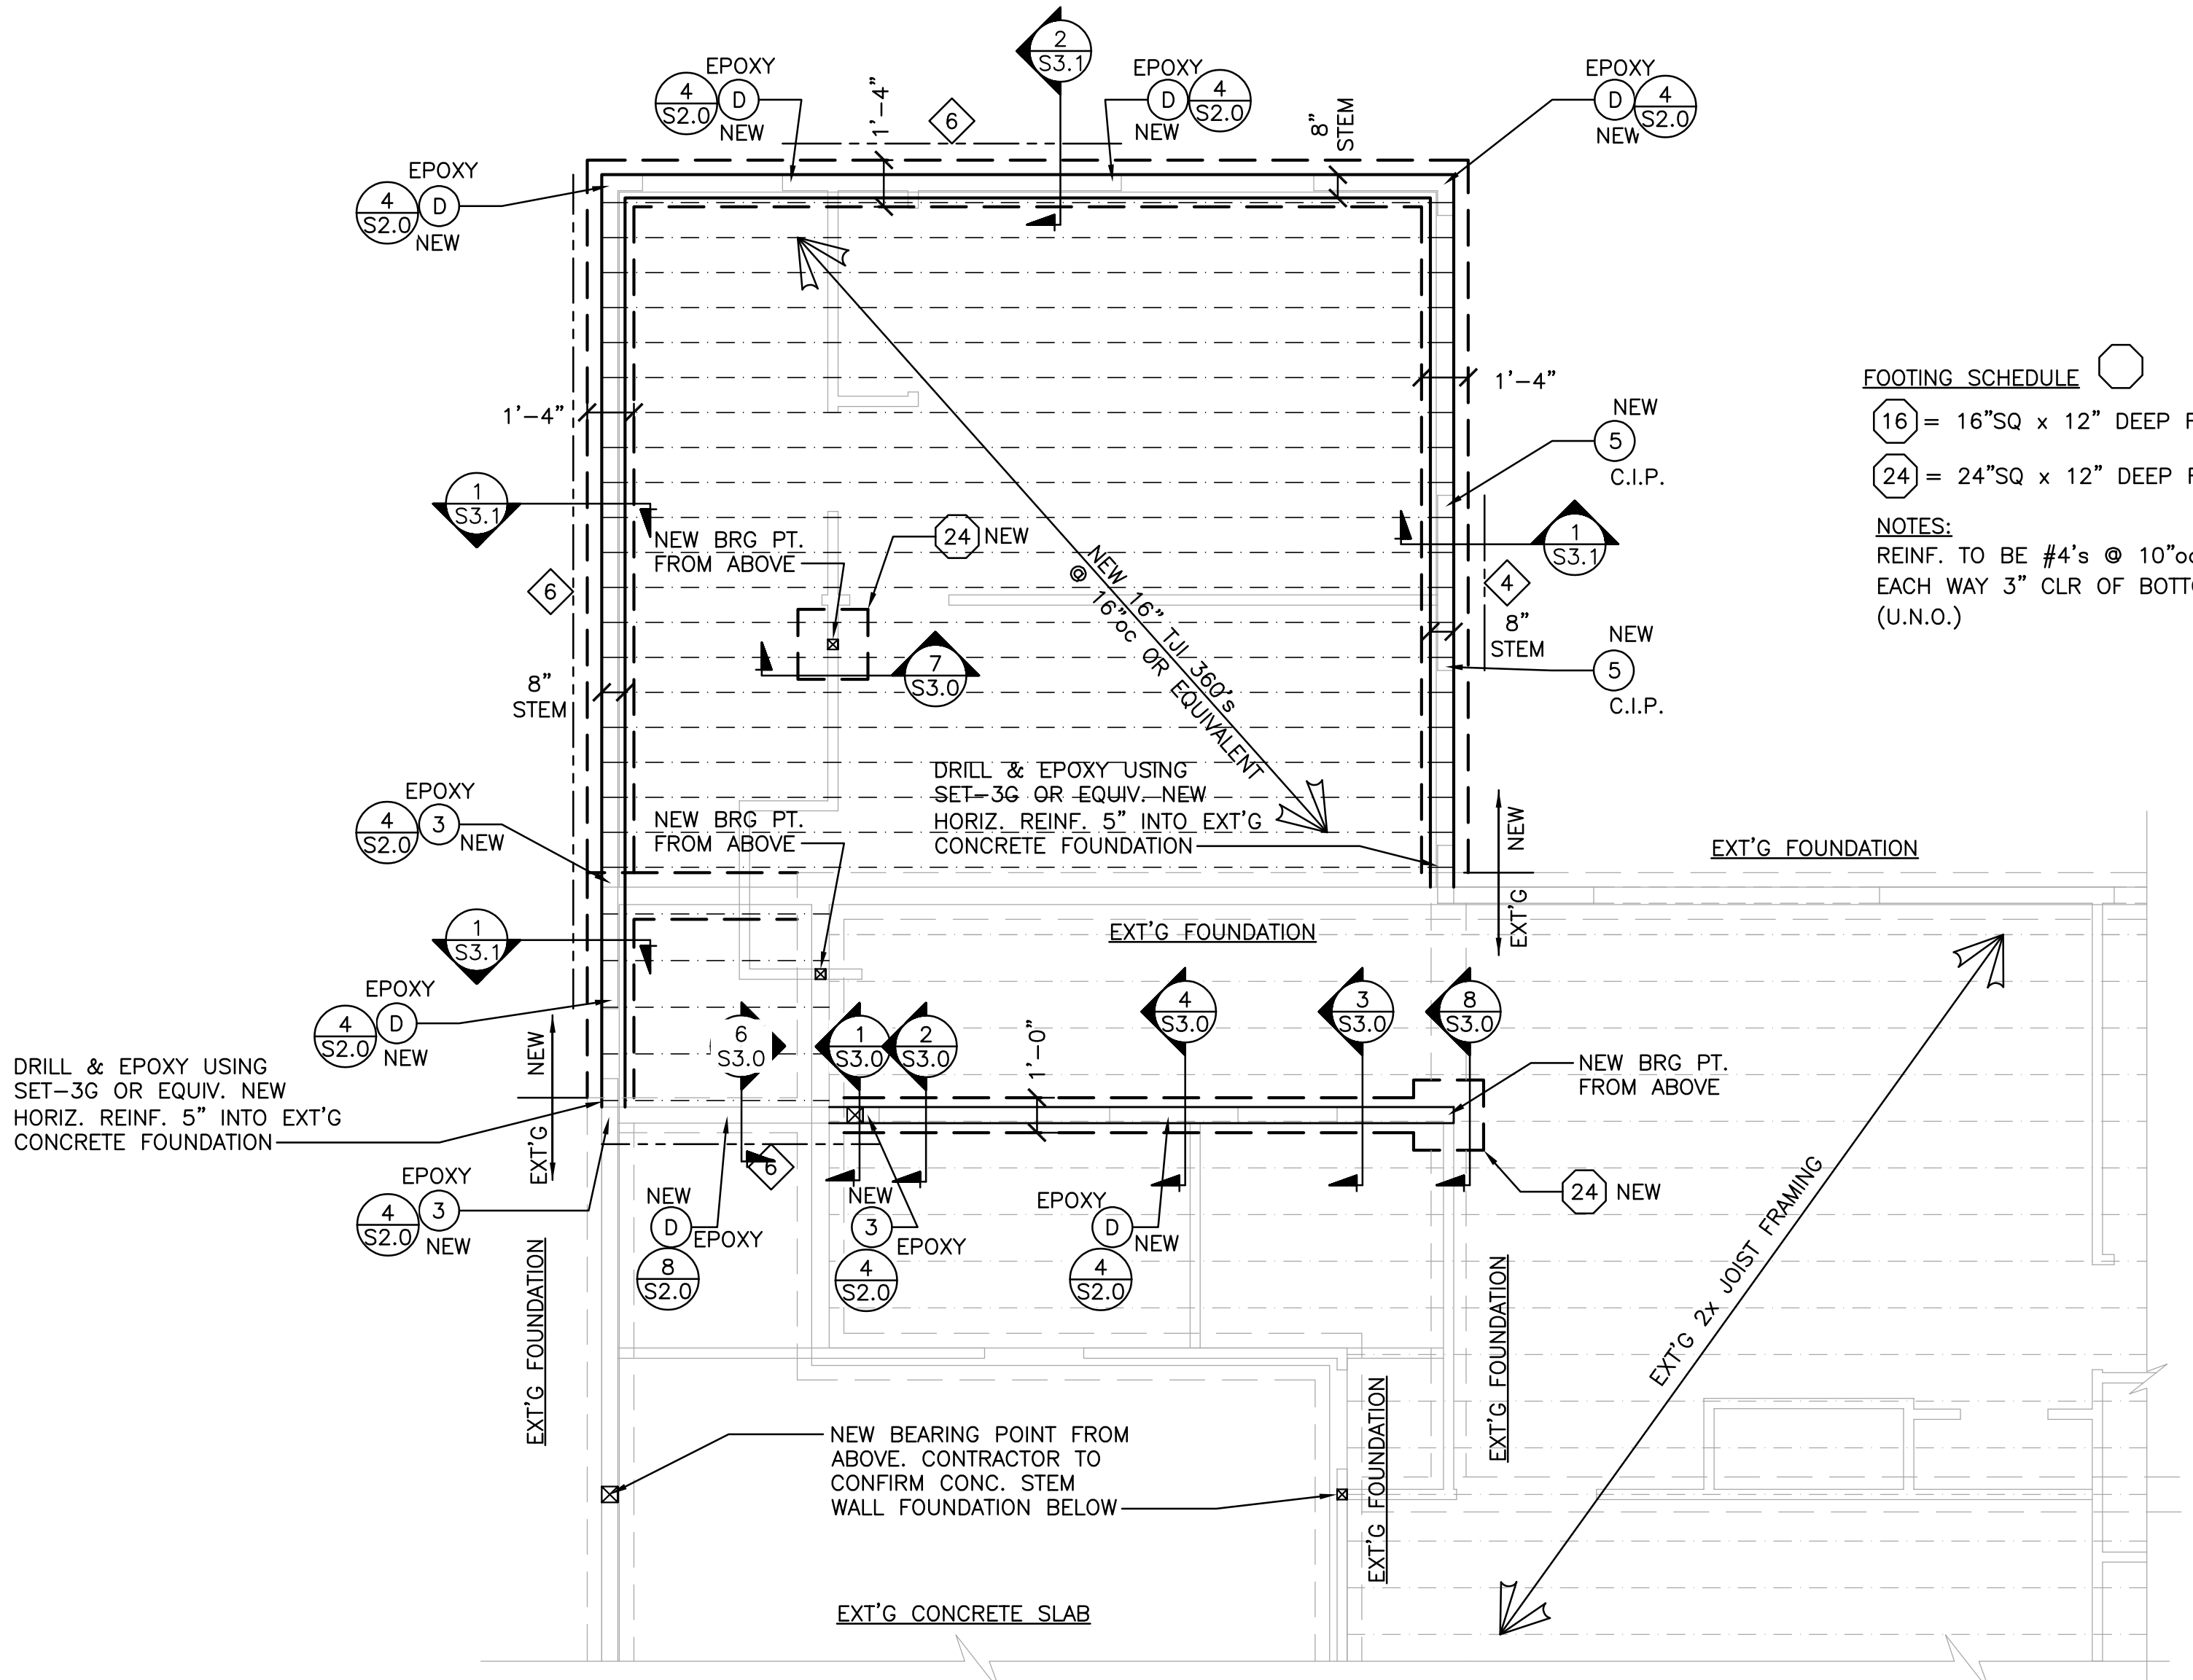 2
S3.1
EPOXY
4
S2.0
D
NEW
1'-4"
6
EPOXY
D
4
S2.0
NEW
8"
STEM
EPOXY
D
4
S2.0
NEW
EPOXY
4
S2.0
D
NEW
1'-4"
1'-4"
FOOTING SCHEDULE
16 = 16"SQ x 12" DEEP
24 = 24"SQ x 12" DEEP
NOTES:
REINF. TO BE #4's @ 10"oc
EACH WAY 3" CLR OF
(U.N.O.)
NEW
5
C.I.P.
1
S3.1
NEW BRG PT.
FROM ABOVE
24 NEW
1
S3.1
6
4
NEW 16" TJI 360's
@ 16"oc OR EQUIVALENT
8"
STEM
NEW
5
C.I.P.
7
S3.0
8"
STEM
DRILL & EPOXY USING
SET-3G OR EQUIV. NEW
HORIZ. REINF. 5" INTO EXT'G
CONCRETE FOUNDATION
EPOXY
4
S2.0
3
NEW
NEW BRG PT.
FROM ABOVE
NEW
EXT'G
EXT'G FOUNDATION
EXT'G FOUNDATION
1
S3.1
EPOXY
4
S2.0
D
NEW
6
S3.0
1
S3.0
2
S3.0
1'-0"
4
S3.0
3
S3.0
8
S3.0
NEW BRG PT.
FROM ABOVE
DRILL & EPOXY USING
SET-3G OR EQUIV. NEW
HORIZ. REINF. 5" INTO EXT'G
CONCRETE FOUNDATION
NEW
EXT'G
6
EPOXY
4
S2.0
3
NEW
NEW
D
EPOXY
8
S2.0
NEW
3
EPOXY
4
S2.0
EPOXY
D
NEW
4
S2.0
24 NEW
EXT'G 2x JOIST FRAMING
EXT'G FOUNDATION
EXT'G FOUNDATION
EXT'G FOUNDATION
NEW BEARING POINT FROM
ABOVE. CONTRACTOR TO
CONFIRM CONC. STEM
WALL FOUNDATION BELOW
EXT'G CONCRETE SLAB